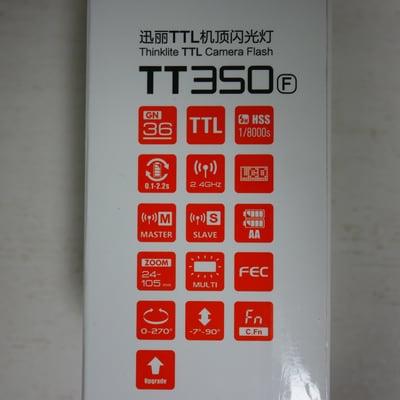 迅丽TTL机顶闪光灯
Thinklite TTL Camera Flash
TT350 F
GN 36
TTL
HSS 1/8000s
0.1-2.2s
2.4GHz
LCD
M MASTER
S SLAVE
AA
ZOOM 24-105 mm
MULTI
FEC
0~270°
-7°~90°
Fn C.Fn
Upgrade